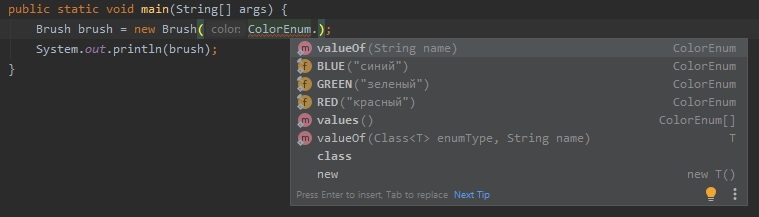 public static void main(String[] args) {
Brush brush = new Brush( color: ColorEnum.);
System.out.println(brush);
}
m valueOf(String name) ColorEnum
f BLUE("синий") ColorEnum
f GREEN("зеленый") ColorEnum
f RED("красный") ColorEnum
m values() ColorEnum[]
m valueOf(Class<T> enumType, String name) T
class
new new T()
Press Enter to insert, Tab to replace Next Tip